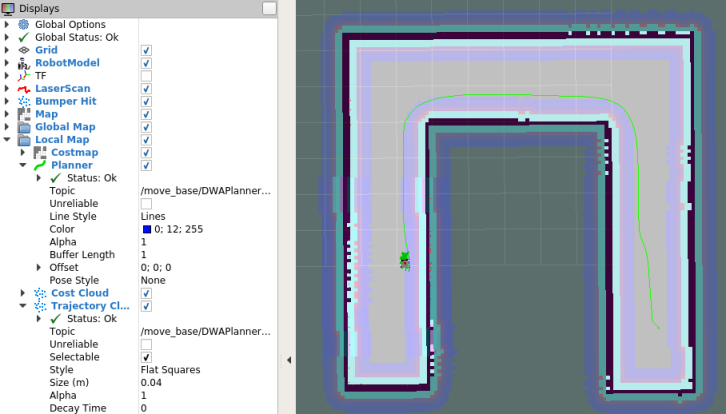 Displays
Global Options
Global Status: Ok
Grid
RobotModel
TF
LaserScan
Bumper Hit
Map
Global Map
Local Map
Costmap
Planner
Status: Ok
Topic /move_base/DWAPlanner...
Unreliable
Line Style Lines
Color 0; 12; 255
Alpha 1
Buffer Length 1
Offset 0; 0; 0
Pose Style None
Cost Cloud
Trajectory Cl...
Status: Ok
Topic /move_base/DWAPlanner...
Unreliable
Selectable
Style Flat Squares
Size (m) 0.04
Alpha 1
Decay Time 0